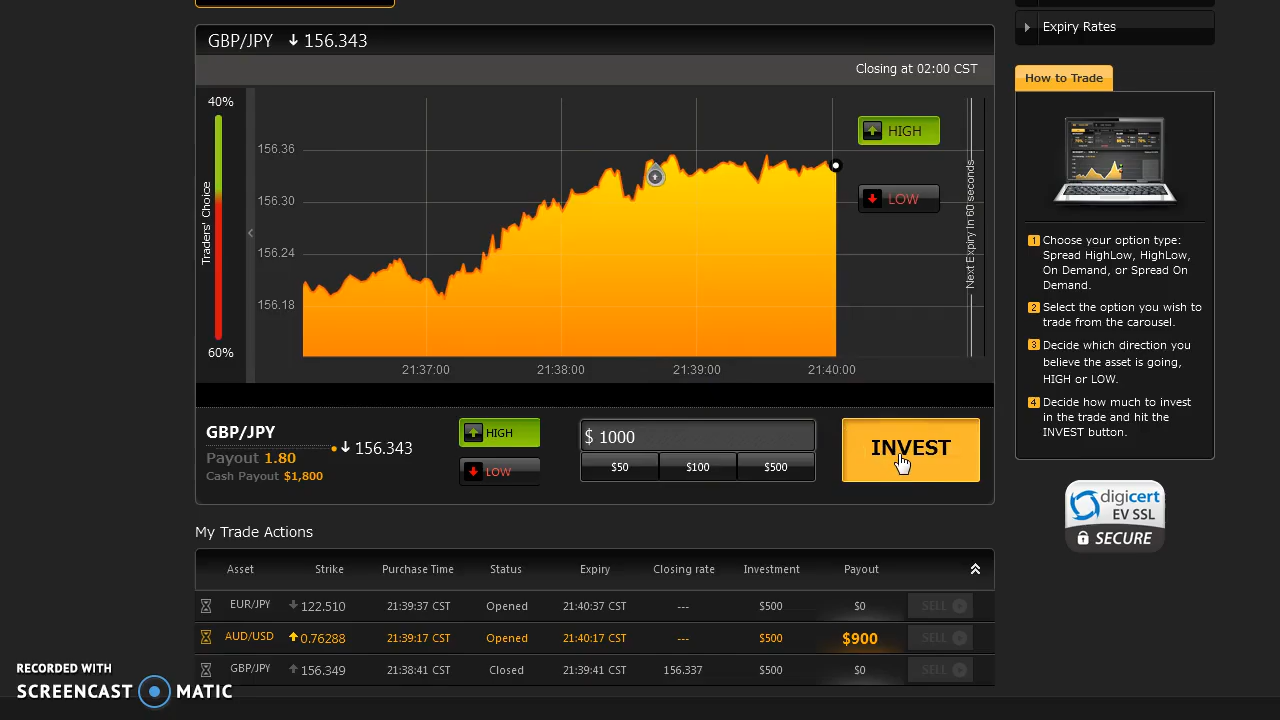 GBP/JPY 156.343
Closing at 02:00 CST
40%
Traders' Choice
60%
156.36
156.30
156.24
156.18
21:37:00 21:38:00 21:39:00 21:40:00
HIGH
LOW
Next Expiry In 60 seconds
GBP/JPY
156.343
Payout 1.80
Cash Payout $1,800
HIGH
LOW
$ 1000
$50 $100 $500
INVEST
My Trade Actions
Asset Strike Purchase Time Status Expiry Closing rate Investment Payout
EUR/JPY 122.510 21:39:37 CST Opened 21:40:37 CST --- $500 $0 SELL
AUD/USD 0.76288 21:39:17 CST Opened 21:40:17 CST --- $500 $900 SELL
GBP/JPY 156.349 21:38:41 CST Closed 21:39:41 CST 156.337 $500 $0 SELL
Expiry Rates
How to Trade
1 Choose your option type:
Spread HighLow, HighLow,
On Demand, or Spread On
Demand.
2 Select the option you wish to
trade from the carousel.
3 Decide which direction you
believe the asset is going,
HIGH or LOW.
4 Decide how much to invest
in the trade and hit the
INVEST button.
digicert
EV SSL
SECURE
RECORDED WITH
SCREENCAST MATIC